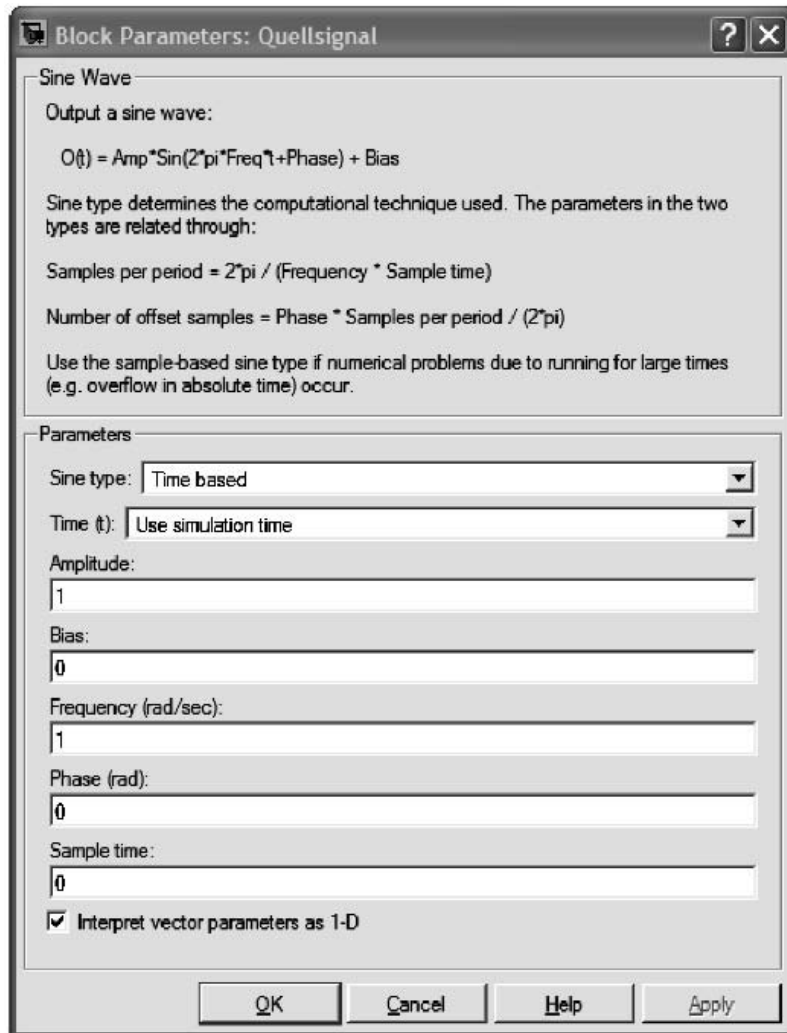 Block Parameters: Quellsignal
Sine Wave
Output a sine wave:
O(t) = Amp*Sin(2*pi*Freq*t+Phase) + Bias
Sine type determines the computational technique used. The parameters in the two
types are related through:
Samples per period = 2*pi / (Frequency * Sample time)
Number of offset samples = Phase * Samples per period / (2*pi)
Use the sample-based sine type if numerical problems due to running for large times
(e.g. overflow in absolute time) occur.
Parameters
Sine type: Time based
Time (t): Use simulation time
Amplitude:
1
Bias:
0
Frequency (rad/sec):
1
Phase (rad):
0
Sample time:
0
Interpret vector parameters as 1-D
OK Cancel Help Apply